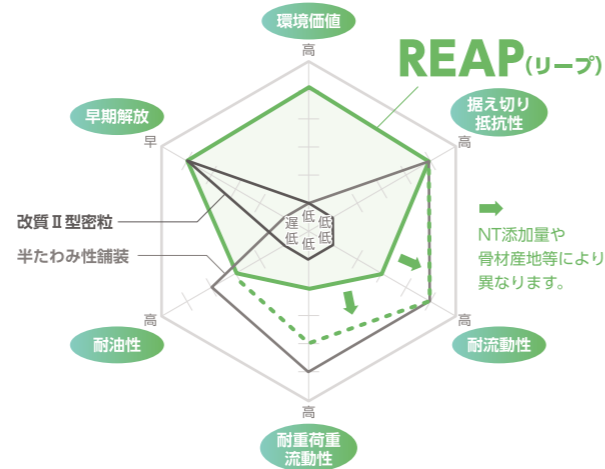 環境価値
高
REAP(リープ)
早期解放
早
据え切り
抵抗性
高
改質Ⅱ型密粒
半たわみ性舗装
低
遅
低
低
低
低
NT添加量や
骨材産地等により
異なります。
高
耐油性
高
耐流動性
高
耐重荷重
流動性